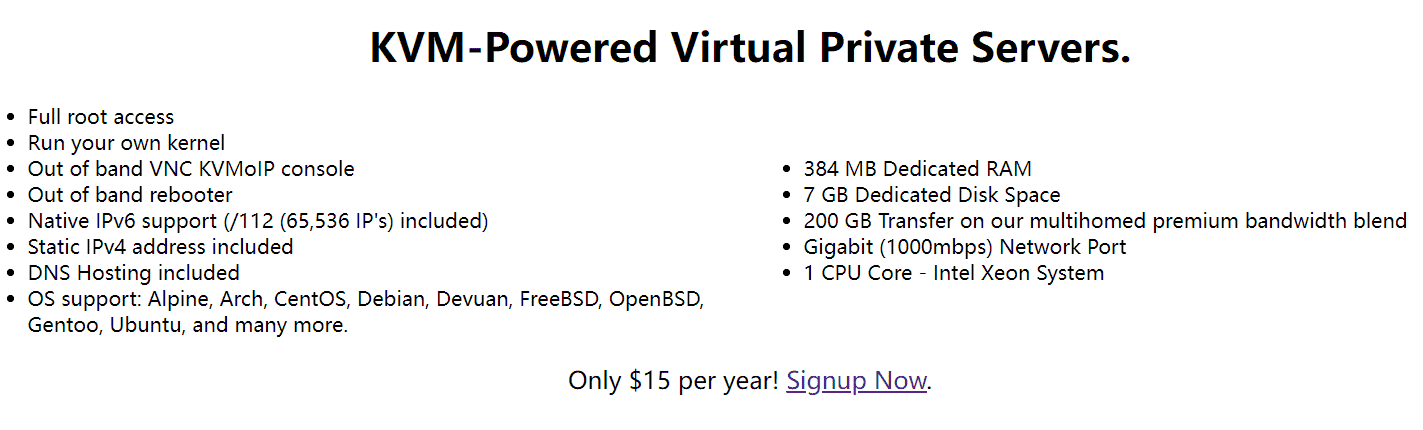 KVM-Powered Virtual Private Servers.
• Full root access
• Run your own kernel
• Out of band VNC KVMoIP console
• Out of band rebooter
• Native IPv6 support (/112 (65,536 IP's) included)
• Static IPv4 address included
• DNS Hosting included
• OS support: Alpine, Arch, CentOS, Debian, Devuan, FreeBSD, OpenBSD,
Gentoo, Ubuntu, and many more.
• 384 MB Dedicated RAM
• 7 GB Dedicated Disk Space
• 200 GB Transfer on our multihomed premium bandwidth blend
• Gigabit (1000mbps) Network Port
• 1 CPU Core - Intel Xeon System
Only $15 per year! Signup Now.